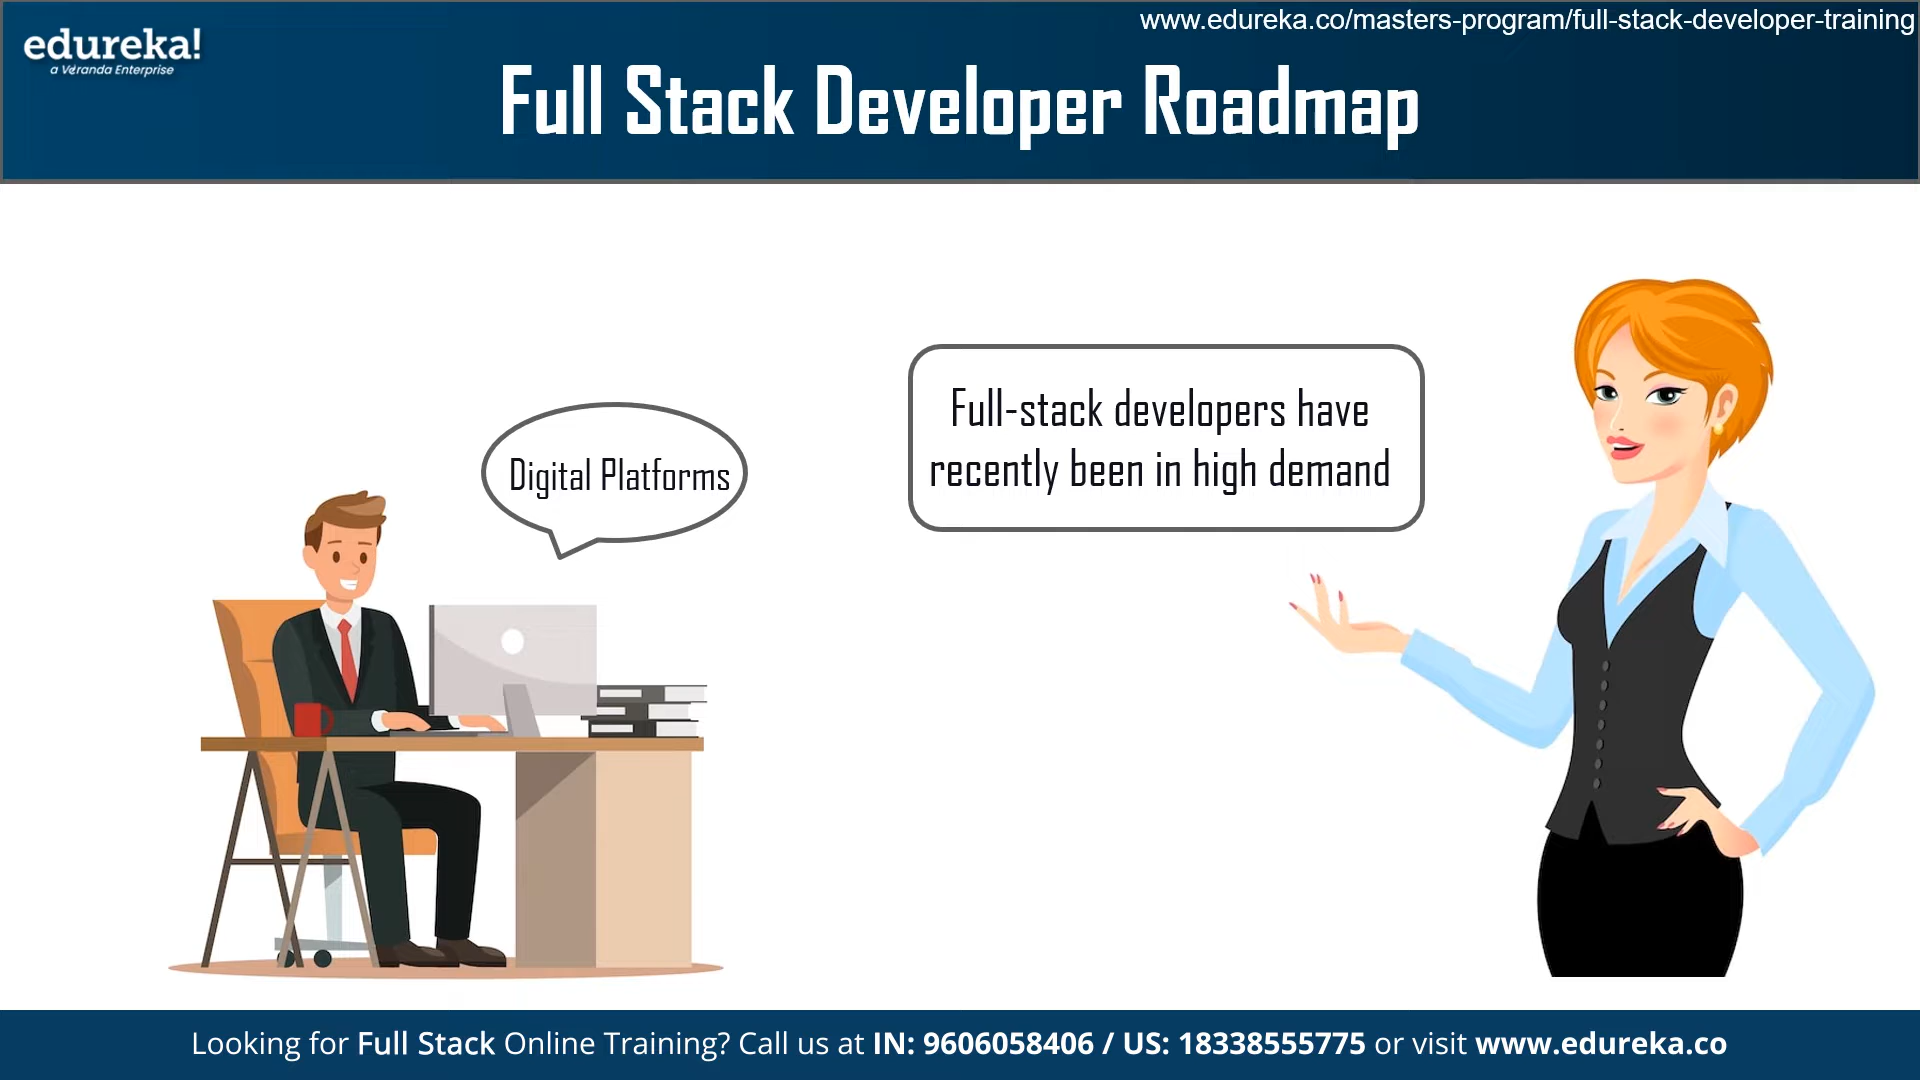 www.edureka.co/masters-program/full-stack-developer-training
edureka!
a Veranda Enterprise
Full Stack Developer Roadmap
Digital Platforms
Full-stack developers have
recently been in high demand
Looking for Full Stack Online Training? Call us at IN: 9606058406 / US: 18338555775 or visit www.edureka.co